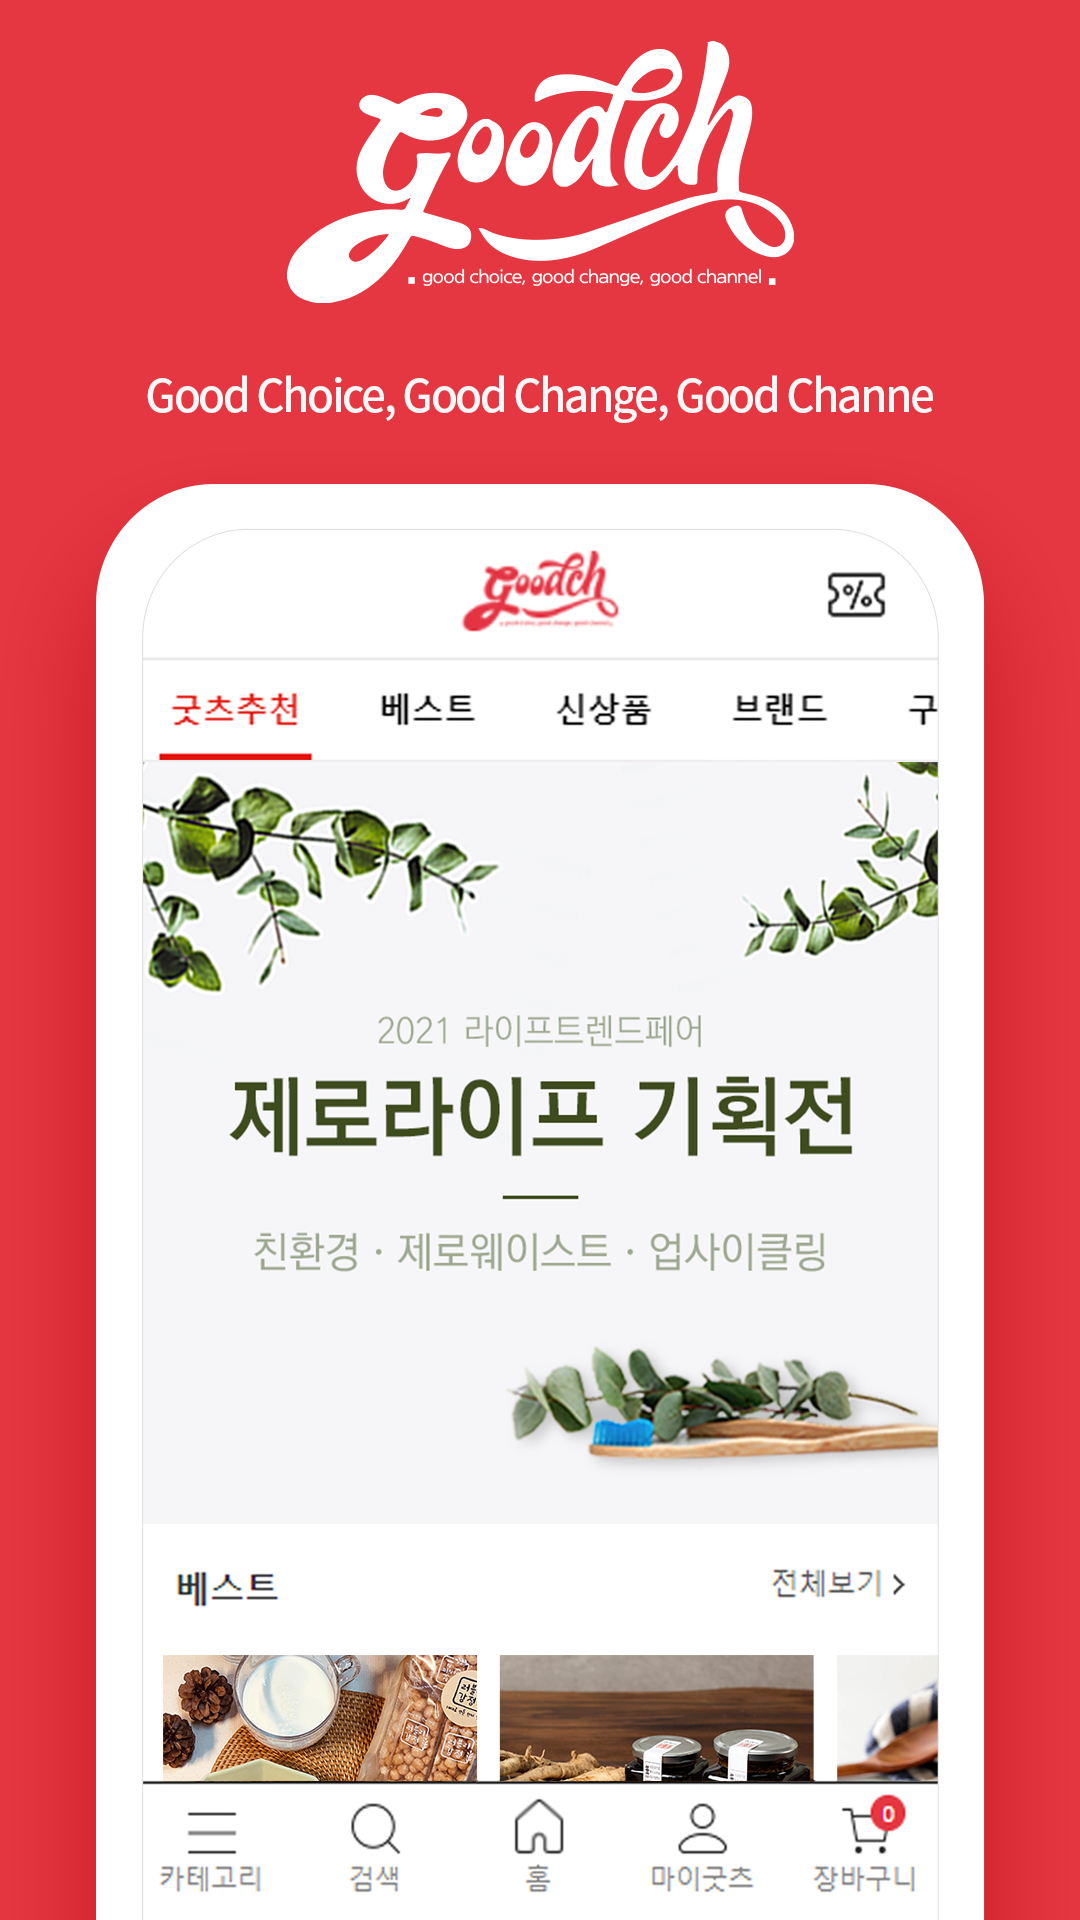 Goodch
good choice, good change, good channel
Good Choice, Good Change, Good Channe
Goodch
%
굿츠추천 베스트 신상품 브랜드 구
2021 라이프트렌드페어
제로라이프 기획전
친환경 · 제로웨이스트 · 업사이클링
베스트 전체보기 >
0
카테고리 검색 홈 마이굿츠 장바구니